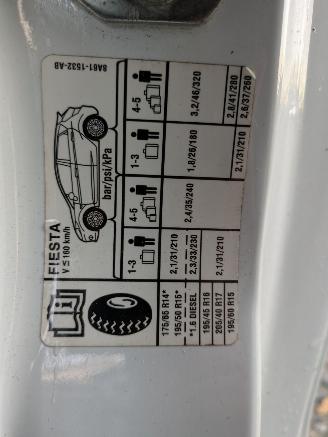 8A61-1532-AB
FIESTA
160 km/h
bar/psi/kPa
1-3
4-5
1-3
4-5
175/65 R14* 2,1/31/210
195/50 R15*
*1.6 DIESEL 2,3/33/230 2,4/35/240 1,8/26/180 3,2/46/320
195/45 R16
205/40 R17 2,1/31/210
195/60 R15 2,8/41/280
2,1/31/210 2,6/37/260